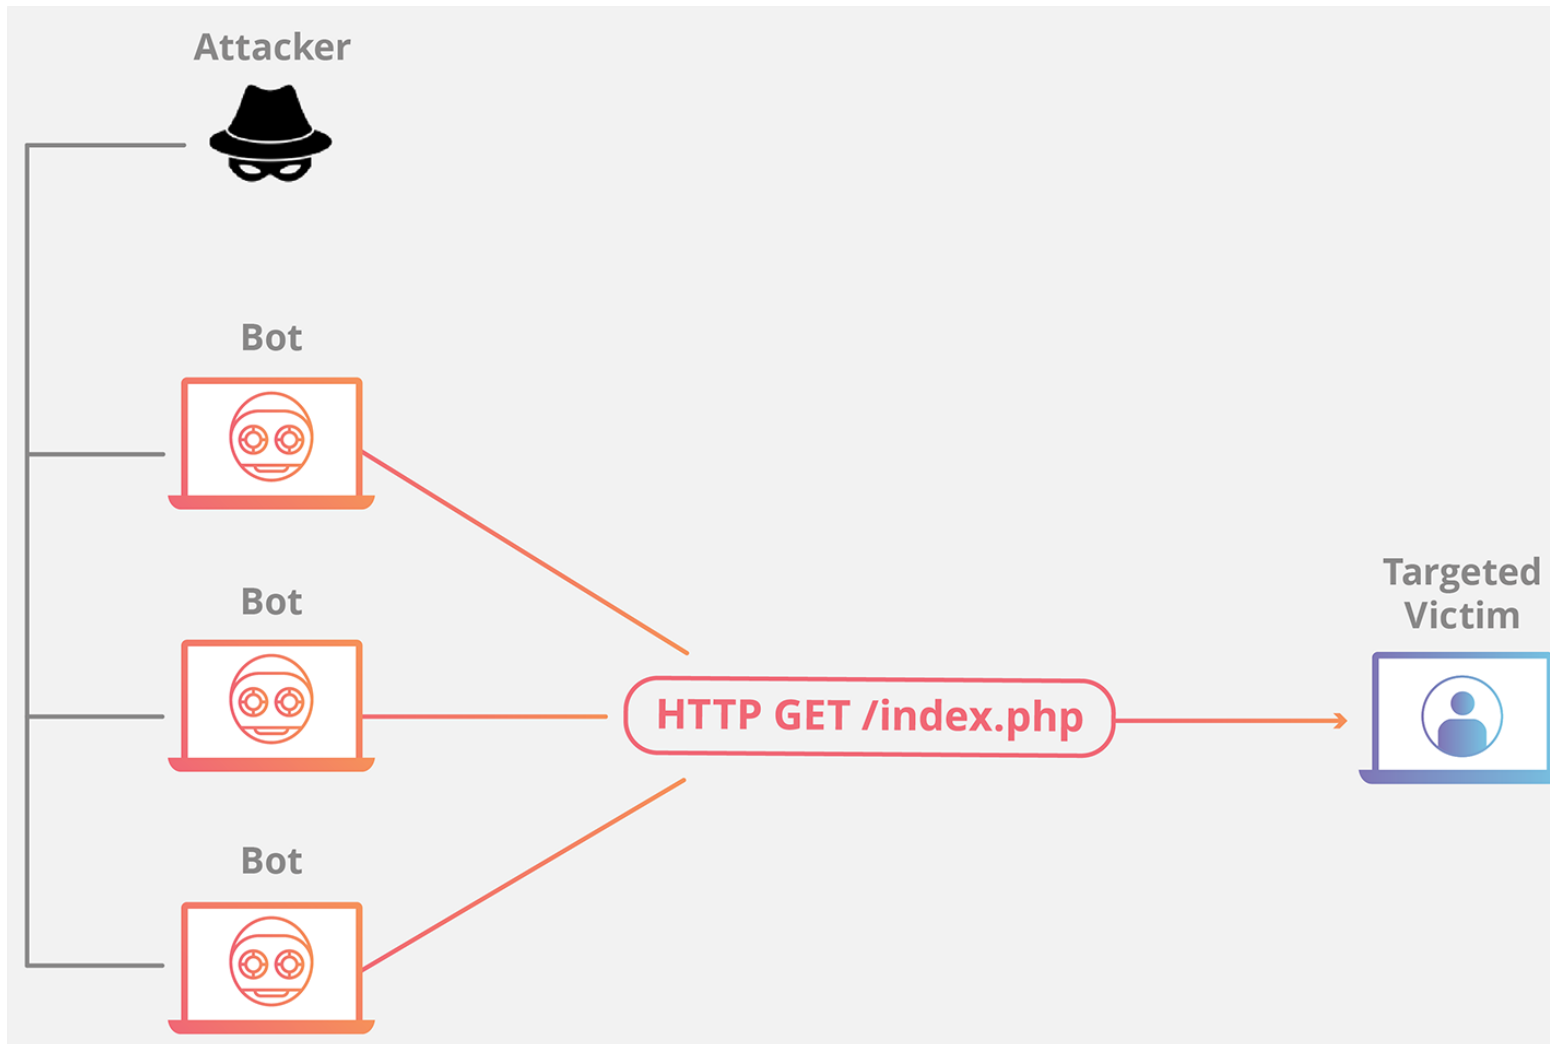 Attacker
Bot
Bot
HTTP GET /index.php
Targeted
Victim
Bot